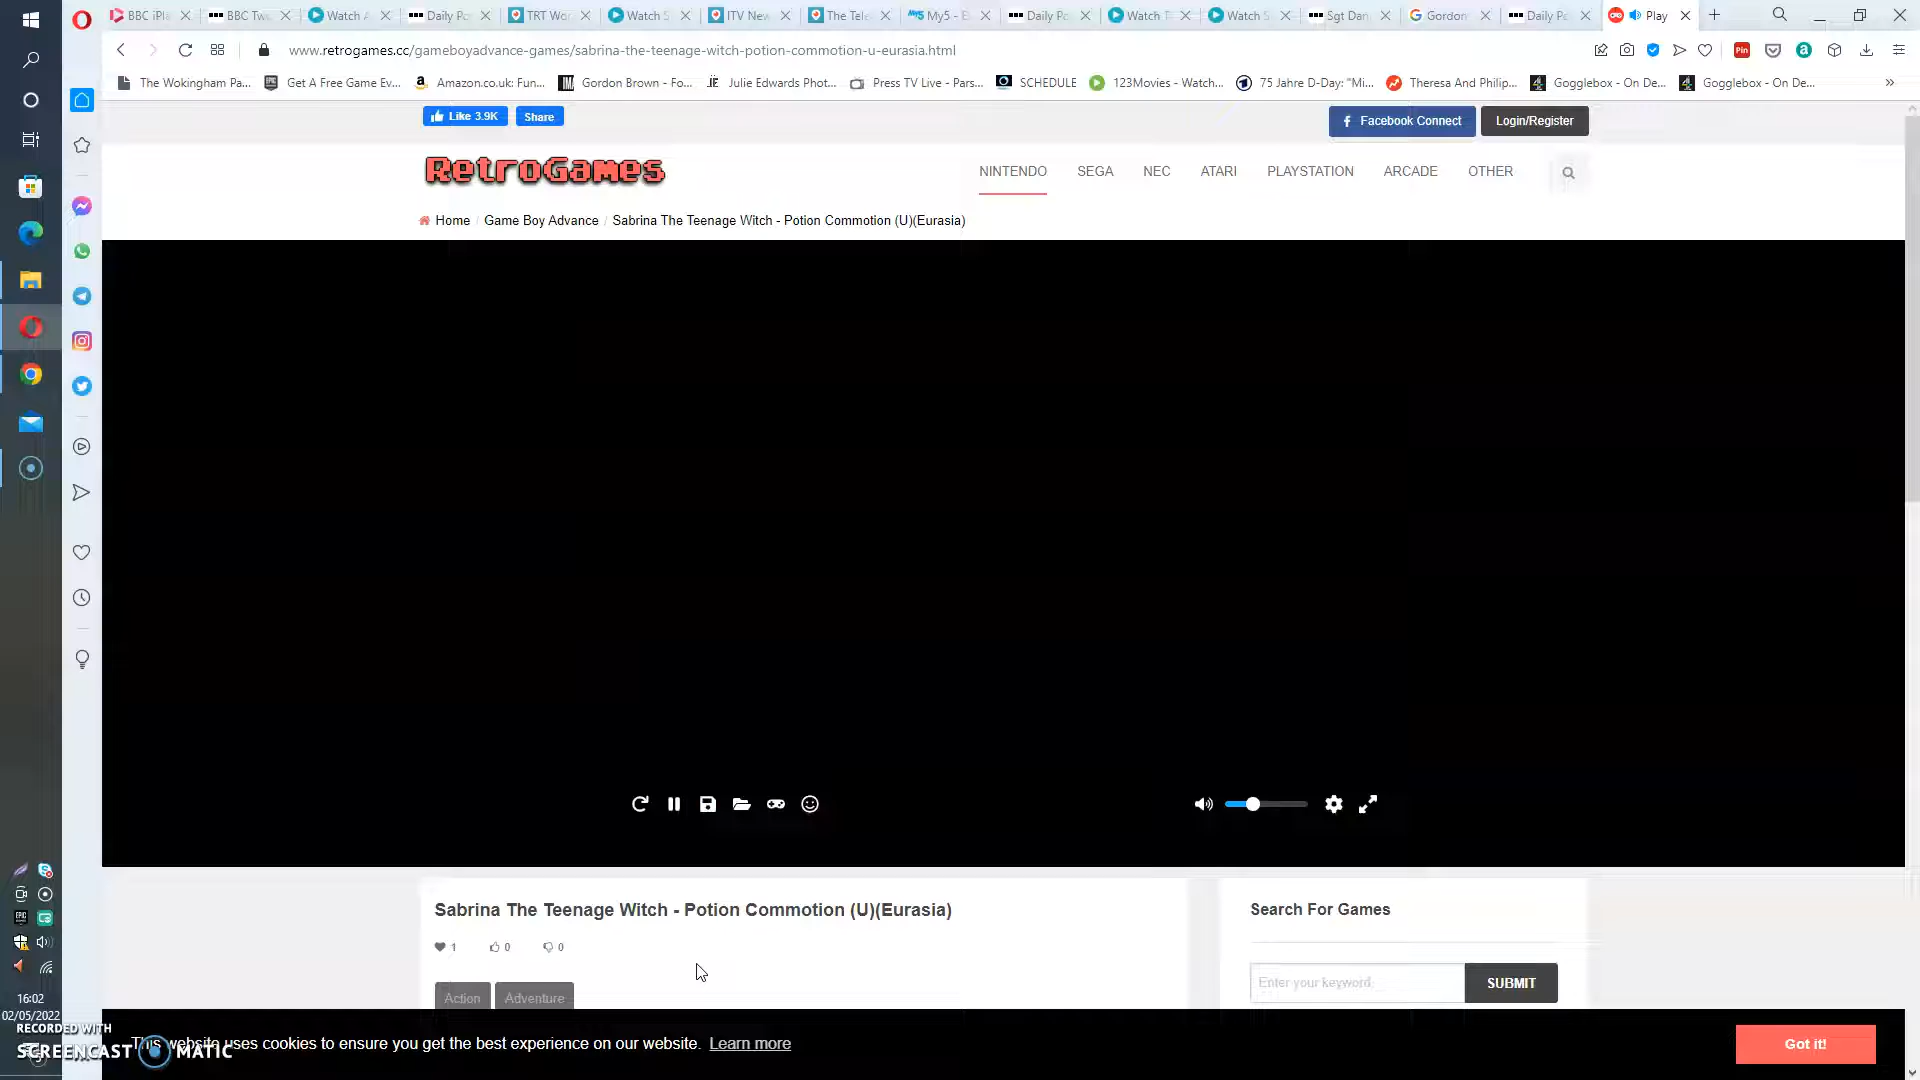 BBC iPla
BBC Tw
Watch A
Daily Po
TRT Wor
Watch S
ITV New
The Tele
My5 - E
Daily Po
Watch T
Watch S
Sgt Dan
Gordon
Daily Po
Play
www.retrogames.cc/gameboyadvance-games/sabrina-the-teenage-witch-potion-commotion-u-eurasia.html
The Wokingham Pa...
Get A Free Game Ev...
Amazon.co.uk: Fun...
Gordon Brown - Fo...
Julie Edwards Phot...
Press TV Live - Pars...
SCHEDULE
123Movies - Watch...
75 Jahre D-Day: "Mi...
Theresa And Philip...
Gogglebox - On De...
Gogglebox - On De...
Like 3.9K
Share
Facebook Connect
Login/Register
RetroGames
NINTENDO
SEGA
NEC
ATARI
PLAYSTATION
ARCADE
OTHER
Home / Game Boy Advance / Sabrina The Teenage Witch - Potion Commotion (U)(Eurasia)
Sabrina The Teenage Witch - Potion Commotion (U)(Eurasia)
1
0
0
Action
Adventure
Search For Games
Enter your keyword
SUBMIT
16:02
02/05/2022
RECORDED WITH
SCREENCAST MATIC
This website uses cookies to ensure you get the best experience on our website. Learn more
Got it!